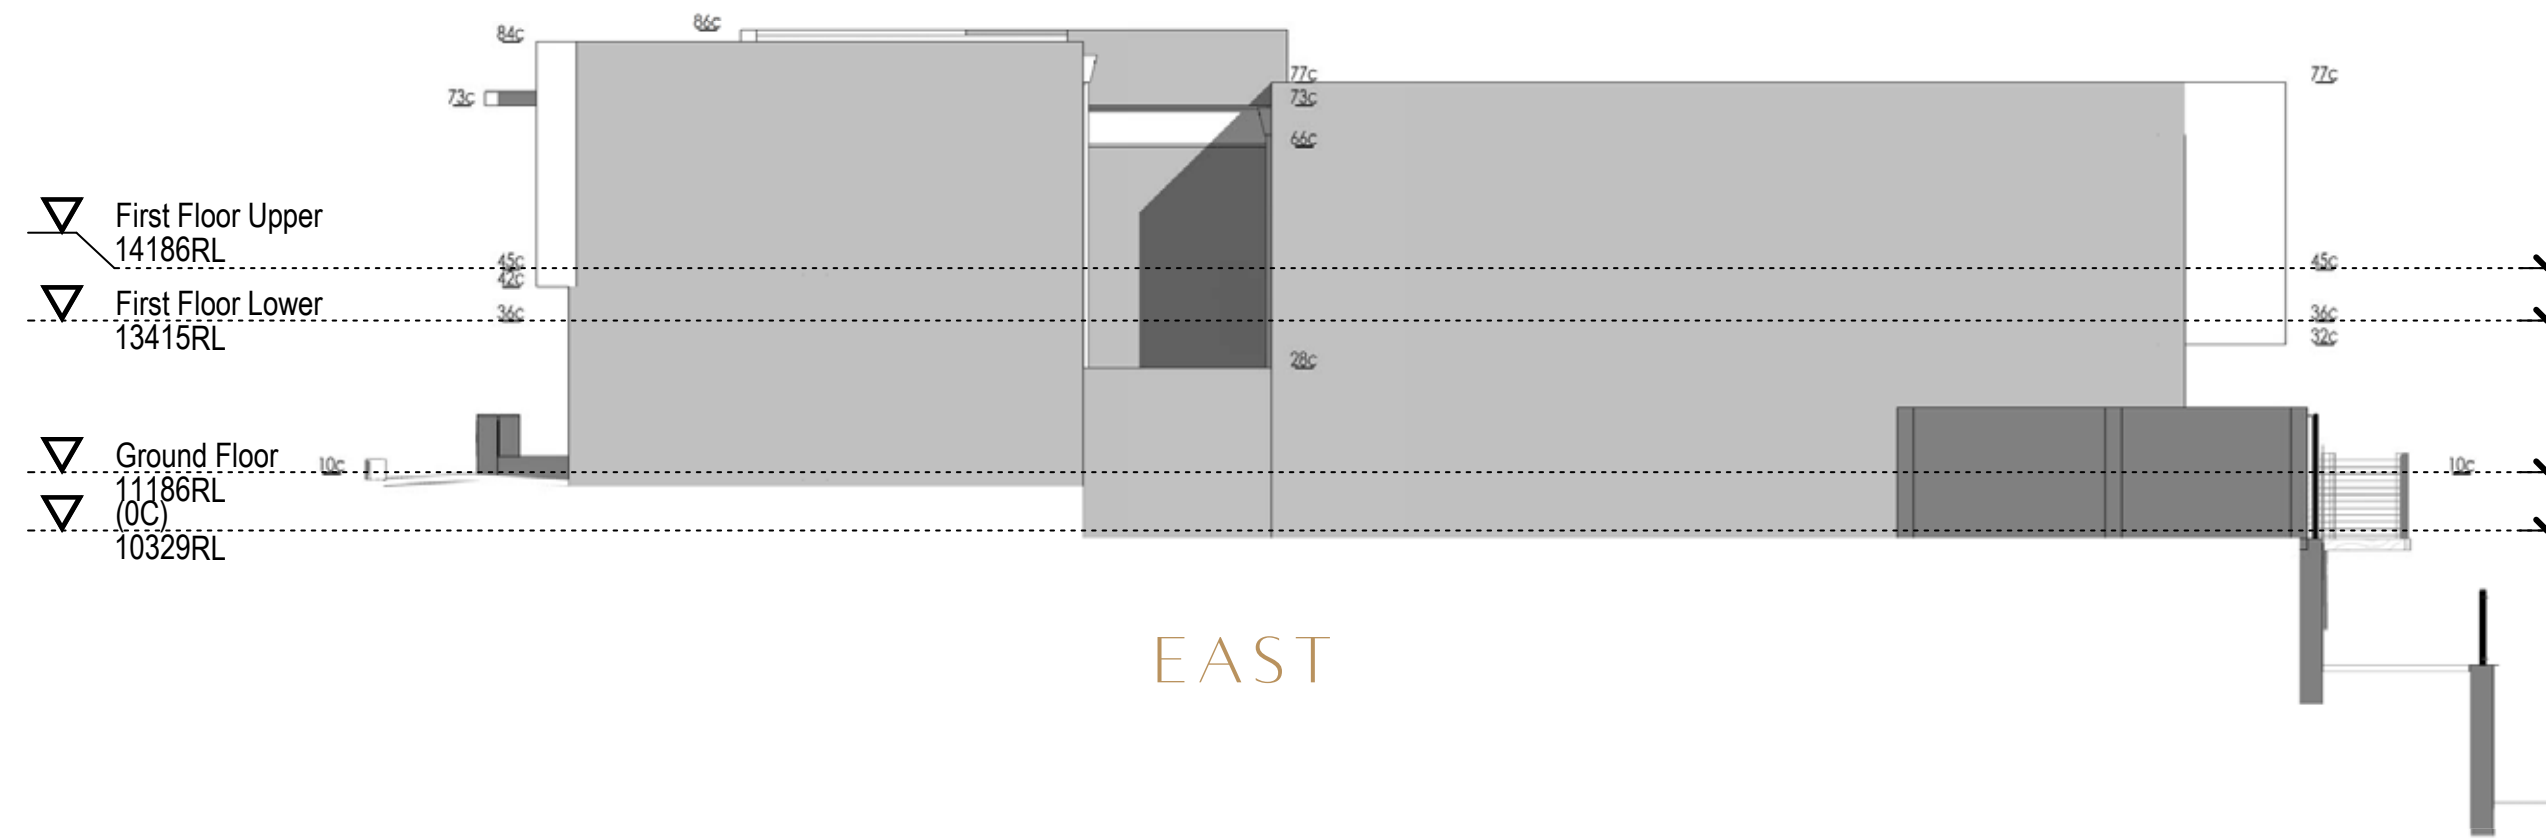 86c
84c
77c
77c
73c
73c
66c
First Floor Upper
14186RL
45c
45c
42c
First Floor Lower
13415RL
36c
36c
32c
28c
Ground Floor
11186RL
10c
10c
(0C)
10329RL
EAST